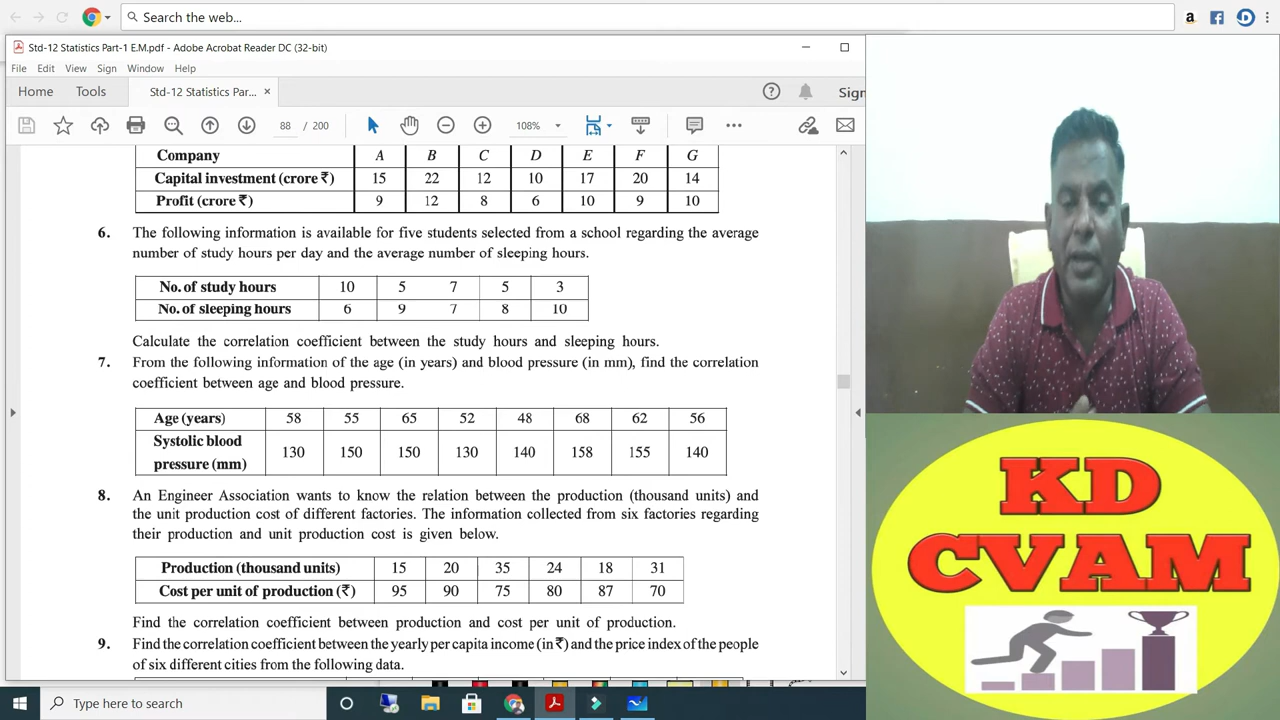 Search the web...
Std-12 Statistics Part-1 E.M.pdf - Adobe Acrobat Reader DC (32-bit)
File Edit View Sign Window Help
Home Tools Std-12 Statistics Par... × Sign
88 / 200 108%
Company A B C D E F G
Capital investment (crore ₹) 15 22 12 10 17 20 14
Profit (crore ₹) 9 12 8 6 10 9 10
6. The following information is available for five students selected from a school regarding the average
number of study hours per day and the average number of sleeping hours.
No. of study hours 10 5 7 5 3
No. of sleeping hours 6 9 7 8 10
Calculate the correlation coefficient between the study hours and sleeping hours.
7. From the following information of the age (in years) and blood pressure (in mm), find the correlation
coefficient between age and blood pressure.
Age (years) 58 55 65 52 48 68 62 56
Systolic blood
pressure (mm) 130 150 150 130 140 158 155 140
8. An Engineer Association wants to know the relation between the production (thousand units) and
the unit production cost of different factories. The information collected from six factories regarding
their production and unit production cost is given below.
Production (thousand units) 15 20 35 24 18 31
Cost per unit of production (₹) 95 90 75 80 87 70
Find the correlation coefficient between production and cost per unit of production.
9. Find the correlation coefficient between the yearly per capita income (in ₹) and the price index of the people
of six different cities from the following data.
KD
CVAM
Type here to search